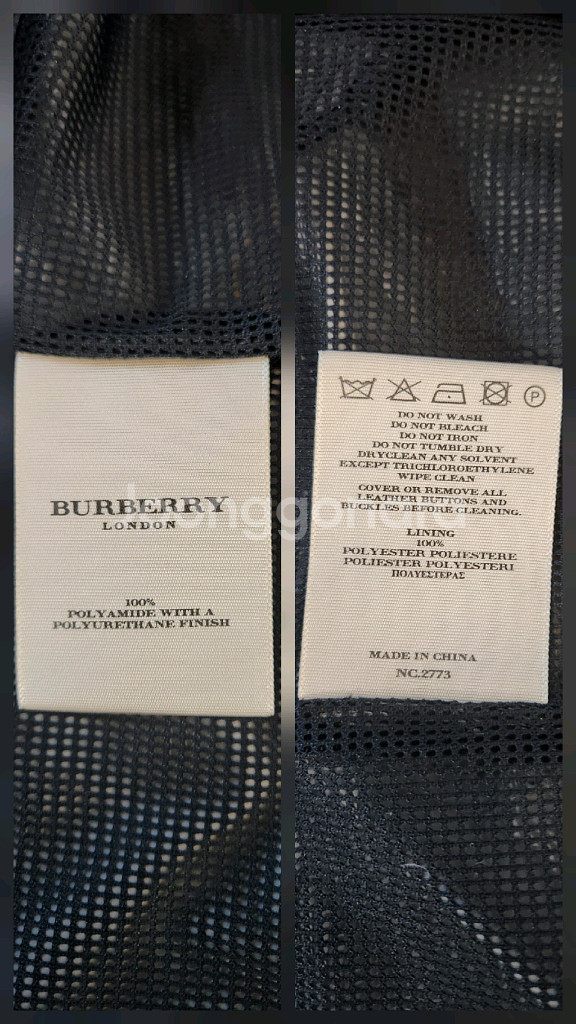 BURBERRY
LONDON
100%
POLYAMIDE WITH A
POLYURETHANE FINISH
P
DO NOT WASH
DO NOT BLEACH
DO NOT IRON
DO NOT TUMBLE DRY
DRYCLEAN ANY SOLVENT
EXCEPT TRICHLOROETHYLENE
WIPE CLEAN
COVER OR REMOVE ALL
LEATHER BUTTONS AND
BUCKLES BEFORE CLEANING.
LINING
100%
POLYESTER POLIESTERE
POLIESTER POLYESTERI
ΠΟΛΥΕΣΤΕΡΑΣ
MADE IN CHINA
NC.2773